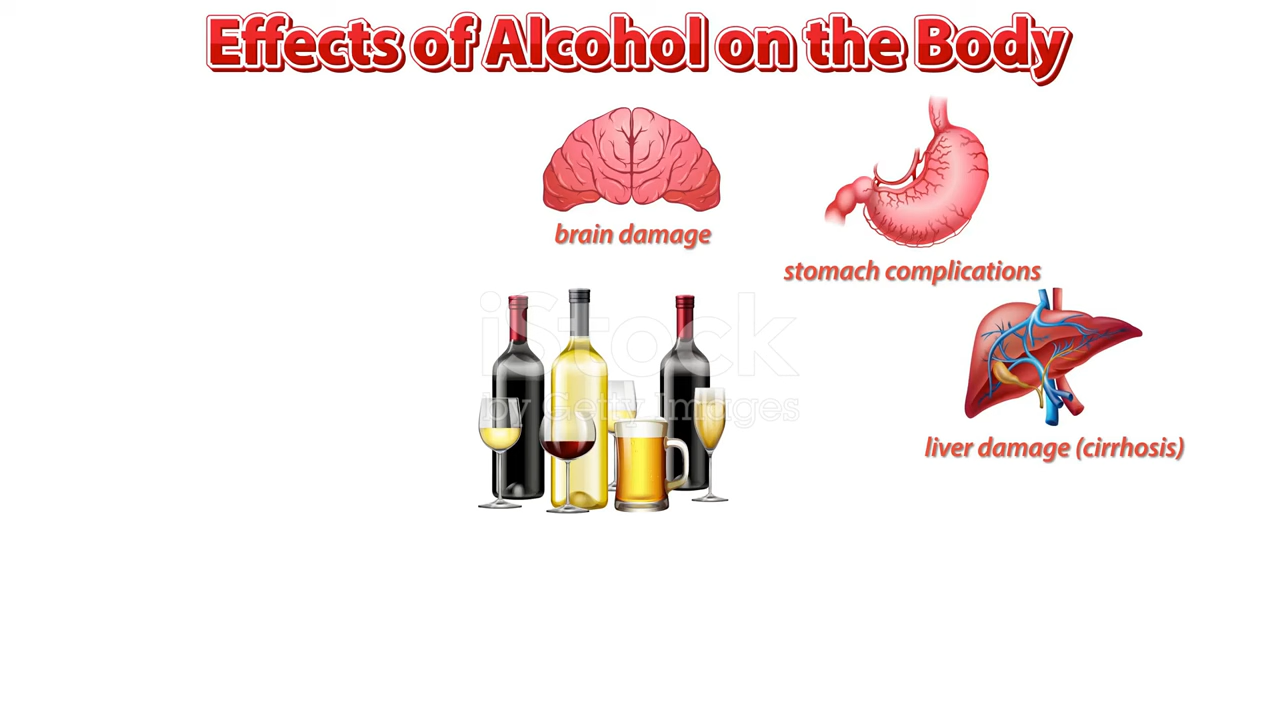 Effects of Alcohol on the Body
brain damage
stomach complications
iStock
by Getty Images
liver damage (cirrhosis)